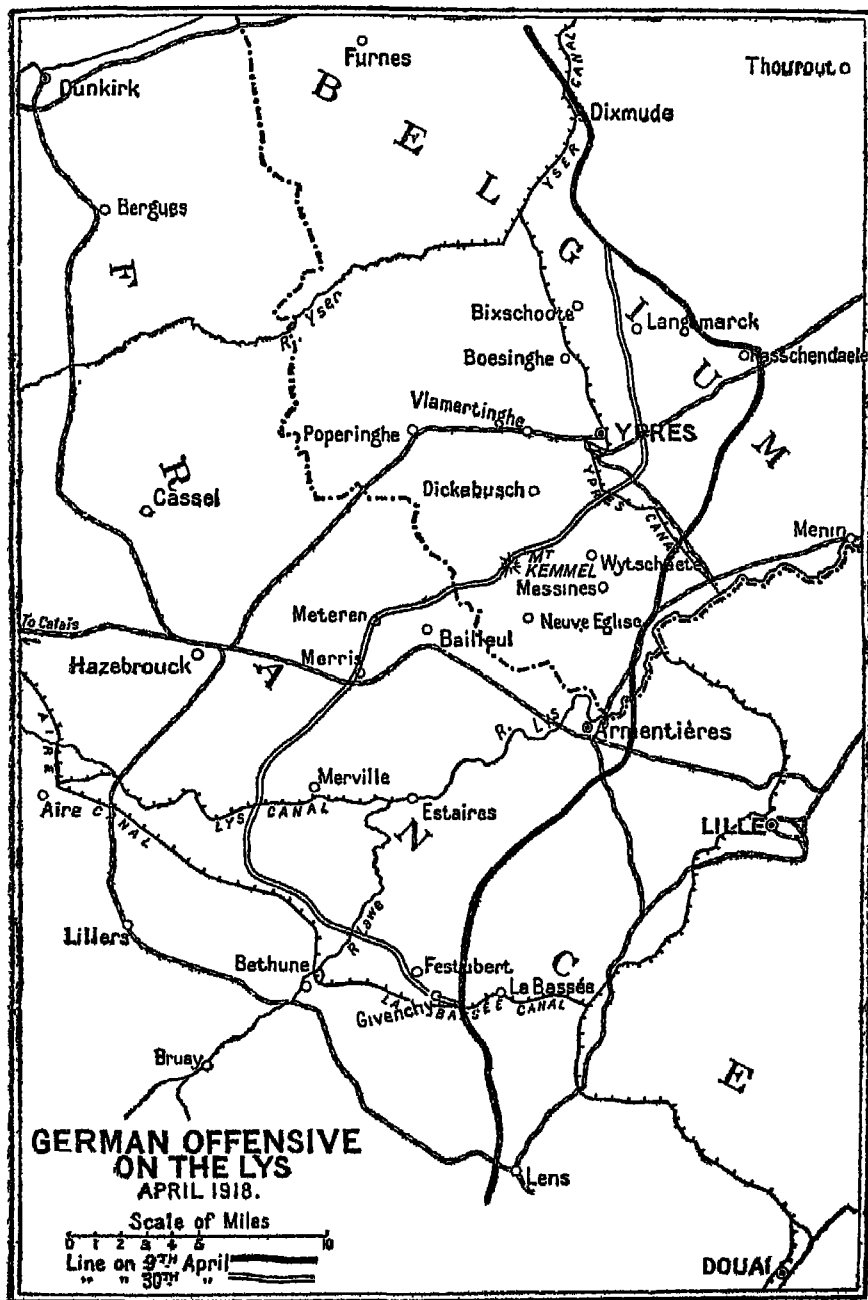 Dunkirk
Furnes
Thourout
Dixmude
CANAL
YSER
Bergues
BELGIUM
FRANCE
R. Yser
Bixschoote
Langemarck
Boesinghe
Passchendaele
Vlamertinghe
Poperinghe
YPRES
Cassel
Dickebusch
YPRES CANAL
Menin
MT
KEMMEL
Wytschaete
Messines
Meteren
Neuve Eglise
Bailleul
To Calais
Hazebrouck
Merris
R. LYS
Armentières
AIRE CANAL
Merville
Aire
LYS CANAL
Estaires
LILLE
Lillers
R. Lawe
Bethune
Festubert
La Bassée
Givenchy
LA BASSÉE CANAL
Bruay
Lens
DOUAI
GERMAN OFFENSIVE
ON THE LYS
APRIL 1918.
Scale of Miles
0 1 2 3 4 5 10
Line on 9TH April
" " 30TH "